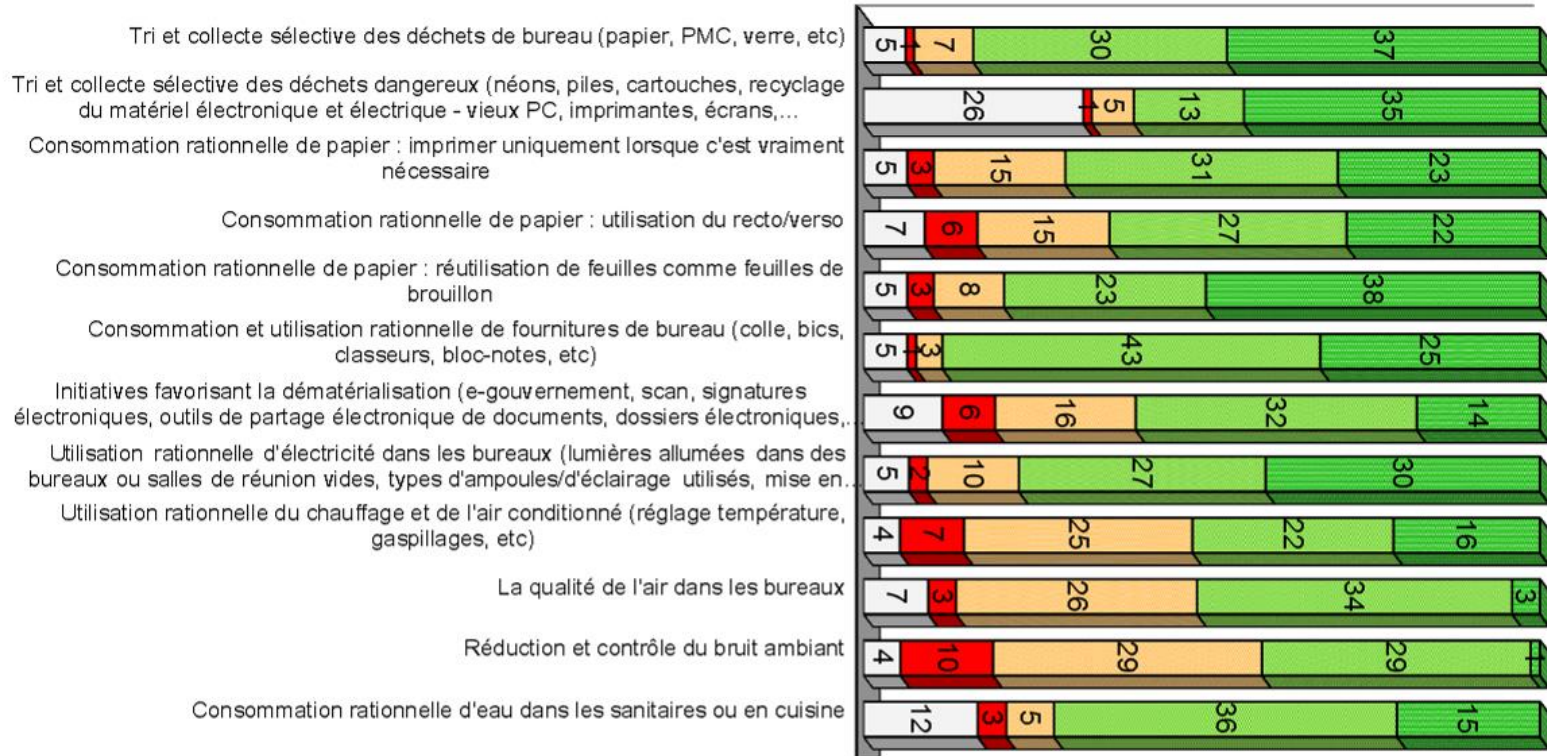 Tri et collecte sélective des déchets de bureau (papier, PMC, verre, etc)
5 1 7 30 37
Tri et collecte sélective des déchets dangereux (néons, piles, cartouches, recyclage
du matériel électronique et électrique - vieux PC, imprimantes, écrans,...
26 1 5 13 35
Consommation rationnelle de papier : imprimer uniquement lorsque c'est vraiment
nécessaire
5 3 15 31 23
Consommation rationnelle de papier : utilisation du recto/verso
7 6 15 27 22
Consommation rationnelle de papier : réutilisation de feuilles comme feuilles de
brouillon
5 3 8 23 38
Consommation et utilisation rationnelle de fournitures de bureau (colle, bics,
classeurs, bloc-notes, etc)
5 1 3 43 25
Initiatives favorisant la dématérialisation (e-gouvernement, scan, signatures
électroniques, outils de partage électronique de documents, dossiers électroniques,...
9 6 16 32 14
Utilisation rationnelle d'électricité dans les bureaux (lumières allumées dans des
bureaux ou salles de réunion vides, types d'ampoules/d'éclairage utilisés, mise en...
5 2 10 27 30
Utilisation rationnelle du chauffage et de l'air conditionné (réglage température,
gaspillages, etc)
4 7 25 22 16
La qualité de l'air dans les bureaux
7 3 26 34 3
Réduction et contrôle du bruit ambiant
4 10 29 29 1
Consommation rationnelle d'eau dans les sanitaires ou en cuisine
12 3 5 36 15